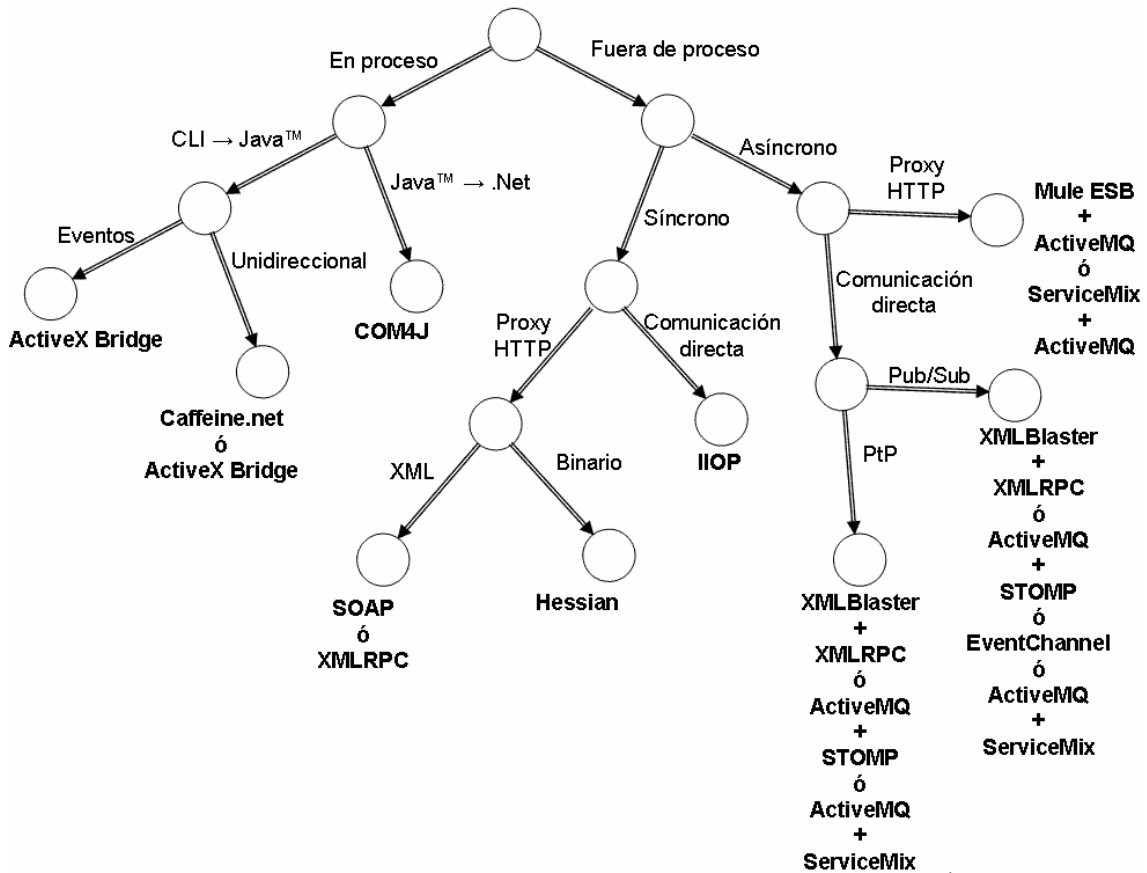 Fuera de proceso
En proceso
CLI → Java™
Java™ → .Net
Asíncrono
Proxy
HTTP
Síncrono
Eventos
Unidireccional
ActiveX Bridge
COM4J
Caffeine.net
ó
ActiveX Bridge
Proxy
HTTP
Comunicación
directa
XML
Binario
IIOP
SOAP
ó
XMLRPC
Hessian
Comunicación
directa
Mule ESB
+
ActiveMQ
ó
ServiceMix
+
ActiveMQ
Pub/Sub
PtP
XMLBlaster
+
XMLRPC
ó
ActiveMQ
+
STOMP
ó
EventChannel
ó
ActiveMQ
+
ServiceMix
XMLBlaster
+
XMLRPC
ó
ActiveMQ
+
STOMP
ó
ActiveMQ
+
ServiceMix